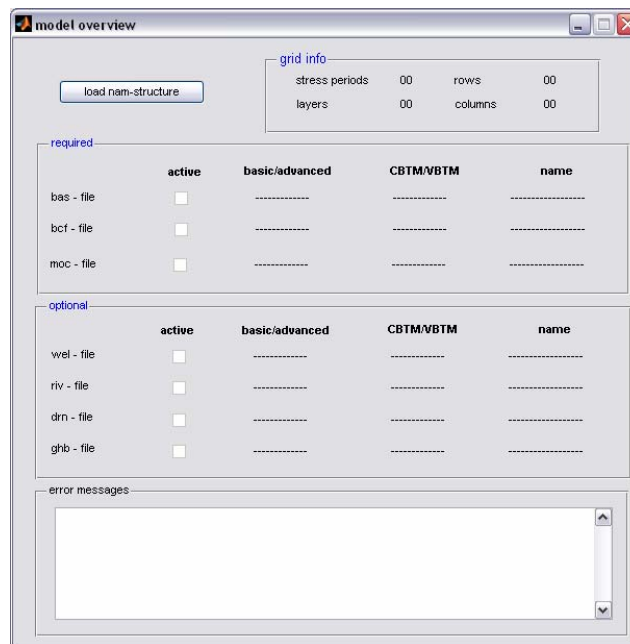 model overview
load nam-structure
grid info
stress periods 00 rows 00
layers 00 columns 00
required
active basic/advanced CBTM/VBTM name
bas - file ------------- ------------- ------------------
bcf - file ------------- ------------- ------------------
moc - file ------------- ------------- ------------------
optional
active basic/advanced CBTM/VBTM name
wel - file ------------- ------------- ------------------
riv - file ------------- ------------- ------------------
drn - file ------------- ------------- ------------------
ghb - file ------------- ------------- ------------------
error messages